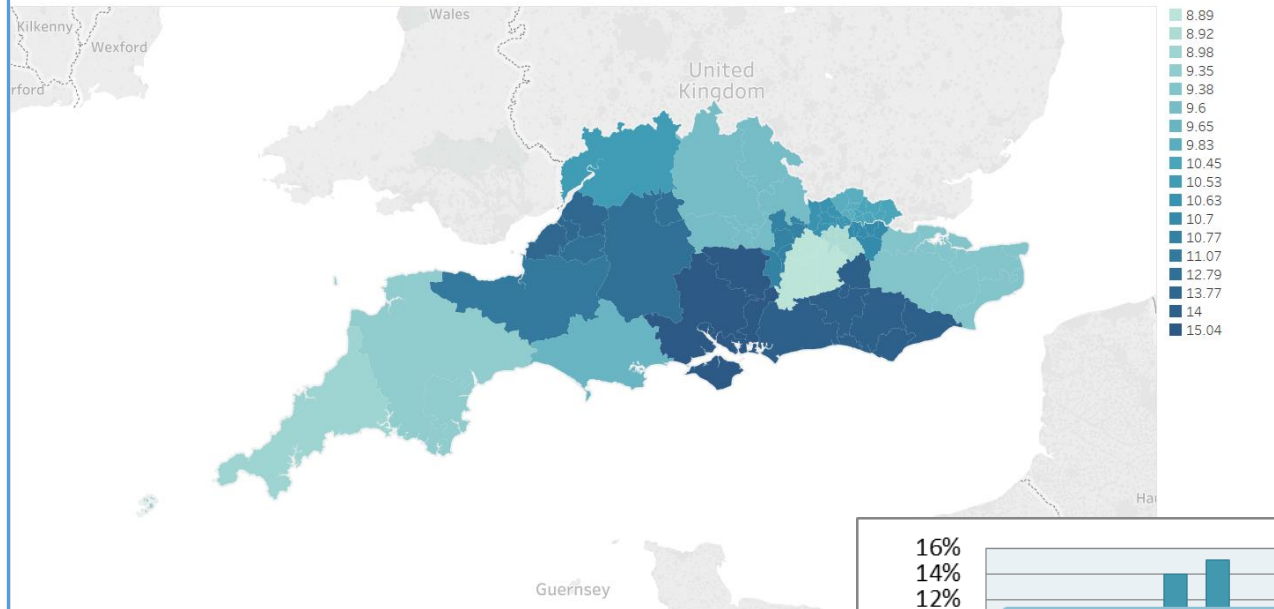 Wales
Kilkenny
Wexford
rford
United
Kingdom
8.89
8.92
8.98
9.35
9.38
9.6
9.65
9.83
10.45
10.53
10.63
10.7
10.77
11.07
12.79
13.77
14
15.04
Ha
Guernsey
16%
14%
12%